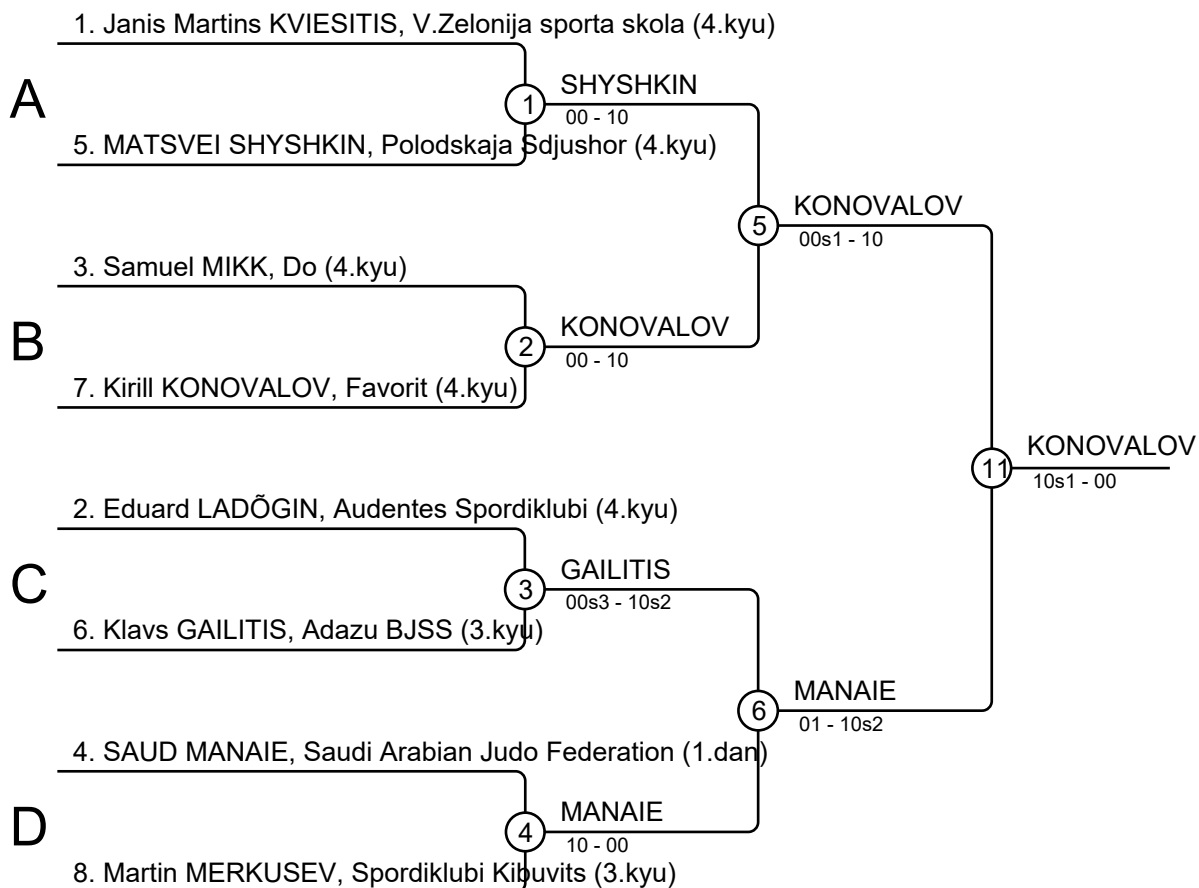 1. Janis Martins KVIESITIS, V.Zelonija sporta skola (4.kyu)
A
1
SHYSHKIN
00 - 10
5. MATSVEI SHYSHKIN, Polodskaja Sdjushor (4.kyu)
5
KONOVALOV
00s1 - 10
3. Samuel MIKK, Do (4.kyu)
B
2
KONOVALOV
00 - 10
7. Kirill KONOVALOV, Favorit (4.kyu)
11
KONOVALOV
10s1 - 00
2. Eduard LADÕGIN, Audentes Spordiklubi (4.kyu)
C
3
GAILITIS
00s3 - 10s2
6. Klavs GAILITIS, Adazu BJSS (3.kyu)
6
MANAIE
01 - 10s2
4. SAUD MANAIE, Saudi Arabian Judo Federation (1.dan)
D
4
MANAIE
10 - 00
8. Martin MERKUSEV, Spordiklubi Kibuvits (3.kyu)